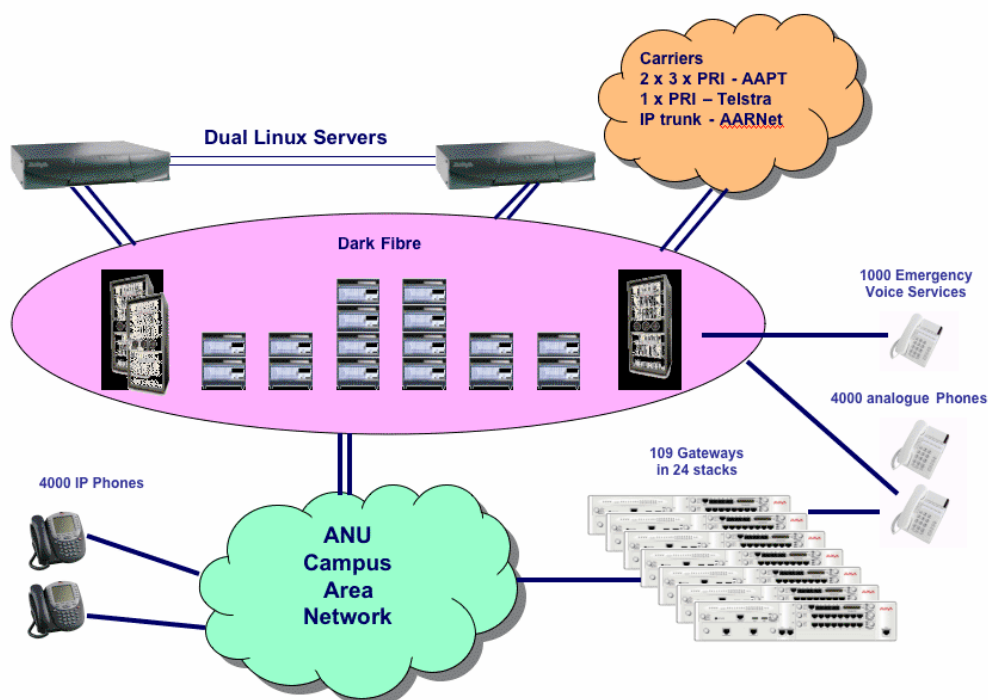 Carriers
2 x 3 x PRI - AAPT
1 x PRI – Telstra
IP trunk - AARNet
Dual Linux Servers
Dark Fibre
1000 Emergency
Voice Services
4000 analogue Phones
109 Gateways
in 24 stacks
4000 IP Phones
ANU
Campus
Area
Network